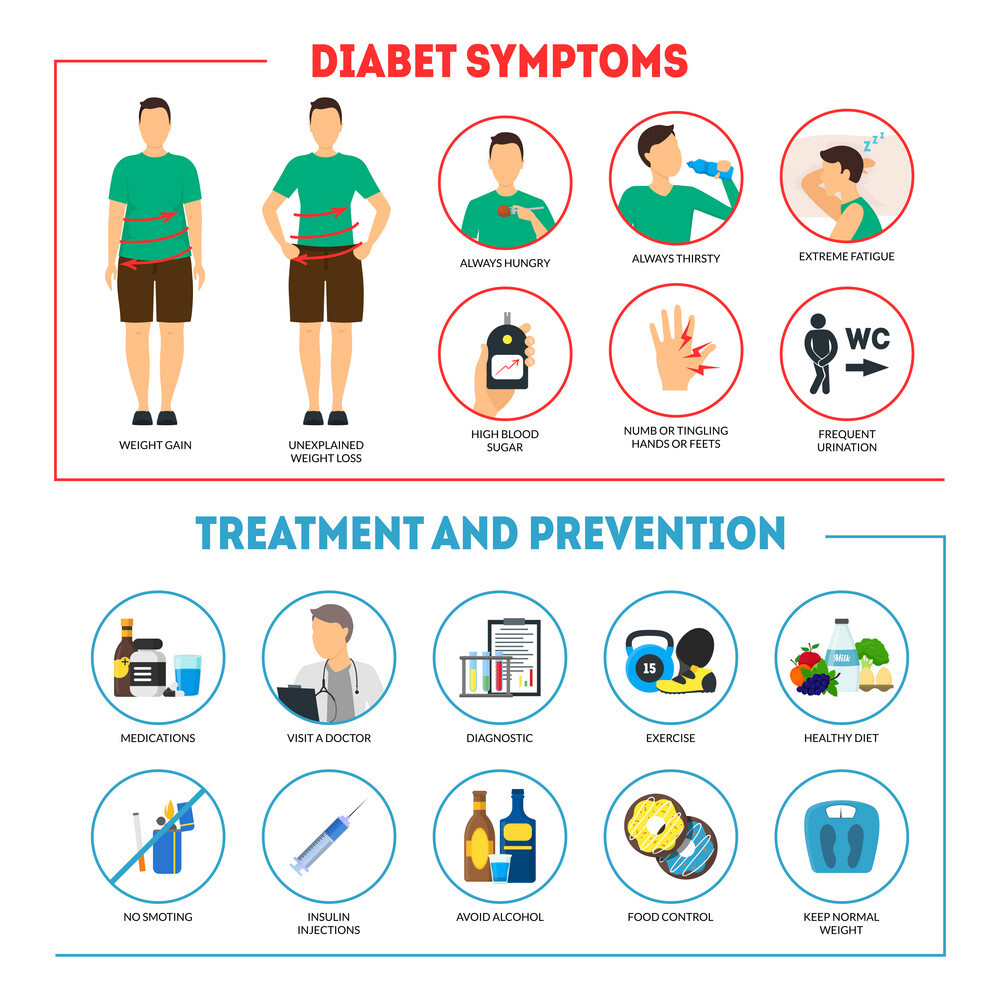 DIABET SYMPTOMS
WEIGHT GAIN
UNEXPLAINED
WEIGHT LOSS
ALWAYS HUNGRY
ALWAYS THIRSTY
Z Z Z
EXTREME FATIGUE
HIGH BLOOD
SUGAR
NUMB OR TINGLING
HANDS OR FEETS
WC
FREQUENT
URINATION
TREATMENT AND PREVENTION
MEDICATIONS
VISIT A DOCTOR
DIAGNOSTIC
15
EXERCISE
Milk
HEALTHY DIET
NO SMOTING
INSULIN
INJECTIONS
AVOID ALCOHOL
FOOD CONTROL
KEEP NORMAL
WEIGHT